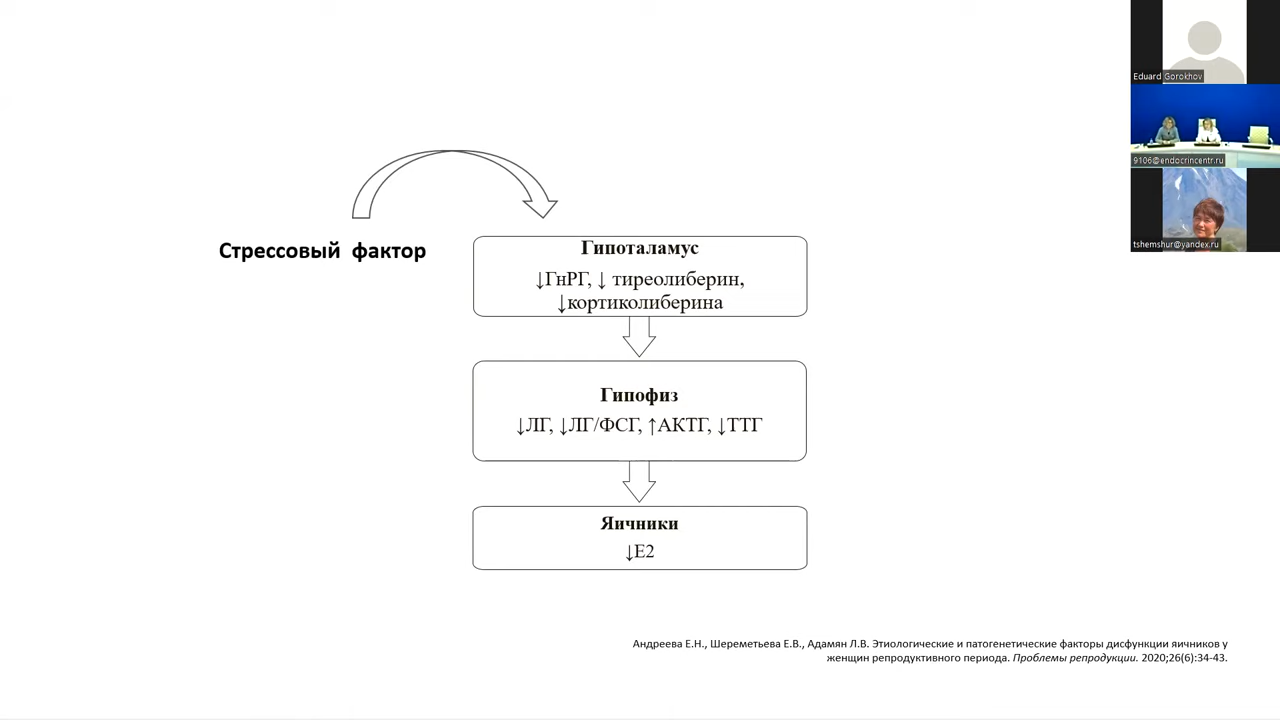 Eduard Gorokhov
9106@endocrincentr.ru
tshemshur@yandex.ru
Стрессовый фактор
Гипоталамус
↓ГнРГ, ↓ тиреолиберин,
↓кортиколиберина
Гипофиз
↓ЛГ, ↓ЛГ/ФСГ, ↑АКТГ, ↓ТТГ
Яичники
↓Е2
Андреева Е.Н., Шереметьева Е.В., Адамян Л.В. Этиологические и патогенетические факторы дисфункции яичников у
женщин репродуктивного периода. Проблемы репродукции. 2020;26(6):34-43.